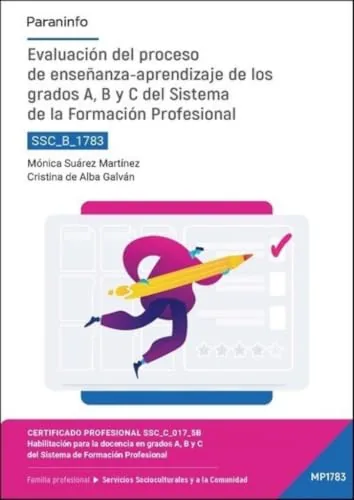 Paraninfo
Evaluación del proceso
de enseñanza-aprendizaje de los
grados A, B y C del Sistema
de la Formación Profesional
SSC_B_1783
Mónica Suárez Martínez
Cristina de Alba Galván
CERTIFICADO PROFESIONAL SSC_C_017_5B
Habilitación para la docencia en grados A, B y C
del Sistema de Formación Profesional
Familia profesional ▶ Servicios Socioculturales y a la Comunidad
MP1783